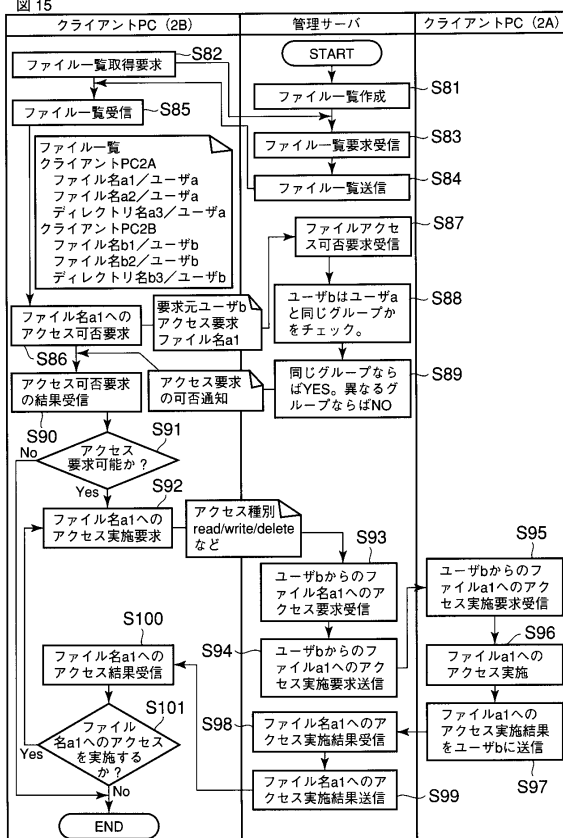 図 15
クライアントPC (2B)
管理サーバ
クライアントPC (2A)
START
ファイル一覧作成
S81
ファイル一覧取得要求
S82
ファイル一覧要求受信
S83
ファイル一覧送信
S84
ファイル一覧受信
S85
ファイル一覧
クライアントPC2A
ファイル名a1／ユーザa
ファイル名a2／ユーザa
ディレクトリ名a3／ユーザa
クライアントPC2B
ファイル名b1／ユーザb
ファイル名b2／ユーザb
ディレクトリ名b3／ユーザb
ファイル名a1への
アクセス可否要求
S86
要求元ユーザb
アクセス要求
ファイル名a1
ファイルアクセ
ス可否要求受信
S87
ユーザbはユーザa
と同じグループか
をチェック。
S88
同じグループなら
ばYES。異なるグ
ループならばNO
S89
アクセス要求
の可否通知
アクセス可否要求
の結果受信
S90
アクセス
要求可能か？
S91
No
Yes
ファイル名a1への
アクセス実施要求
S92
アクセス種別
read/write/delete
など
ユーザbからのファ
イル名a1へのア
クセス要求受信
S93
ユーザbからのフ
ァイルa1へのアク
セス実施要求送信
S94
ユーザbからのフ
ァイルa1へのアク
セス実施要求受信
S95
ファイルa1への
アクセス実施
S96
ファイルa1への
アクセス実施結果
をユーザbに送信
S97
ファイル名a1へのア
クセス実施結果受信
S98
ファイル名a1へのア
クセス実施結果送信
S99
ファイル名a1への
アクセス結果受信
S100
ファイル
名a1へのアクセス
を実施する
か？
S101
Yes
No
END